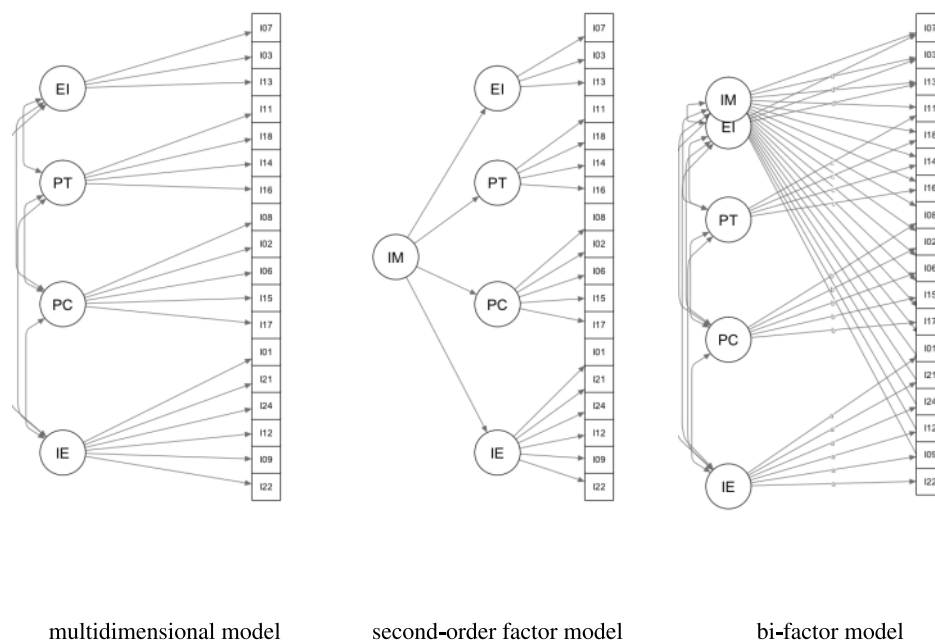 EI
PT
PC
IE
I07
I03
I13
I11
I18
I14
I16
I08
I02
I06
I15
I17
I01
I21
I24
I12
I09
I22
multidimensional model
IM
EI
PT
PC
IE
I07
I03
I13
I11
I18
I14
I16
I08
I02
I06
I15
I17
I01
I21
I24
I12
I09
I22
second-order factor model
IM
EI
PT
PC
IE
I07
I03
I13
I11
I18
I14
I16
I08
I02
I06
I15
I17
I01
I21
I24
I12
I09
I22
bi-factor model